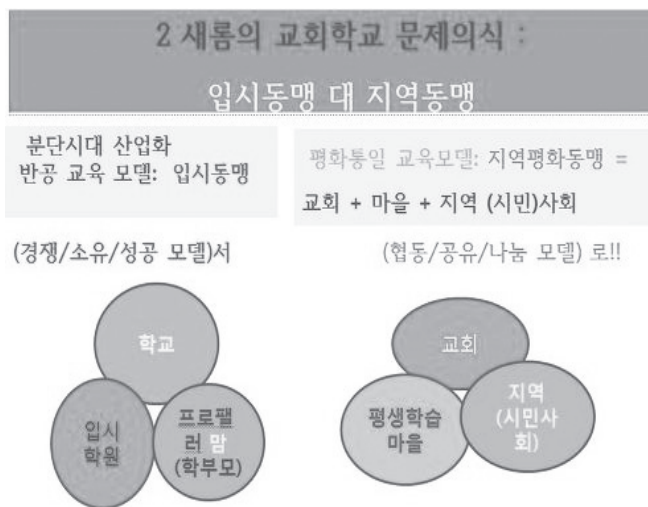 2 새롬의 교회학교 문제의식 :
입시동맹 대 지역동맹
분단시대 산업화
반공 교육 모델: 입시동맹
평화통일 교육모델: 지역평화동맹 =
교회 + 마을 + 지역 (시민)사회
(경쟁/소유/성공 모델)서
(협동/공유/나눔 모델) 로!!
학교
입시
학원
프로팰
러 맘
(학부모)
교회
평생학습
마을
지역
(시민사
회)